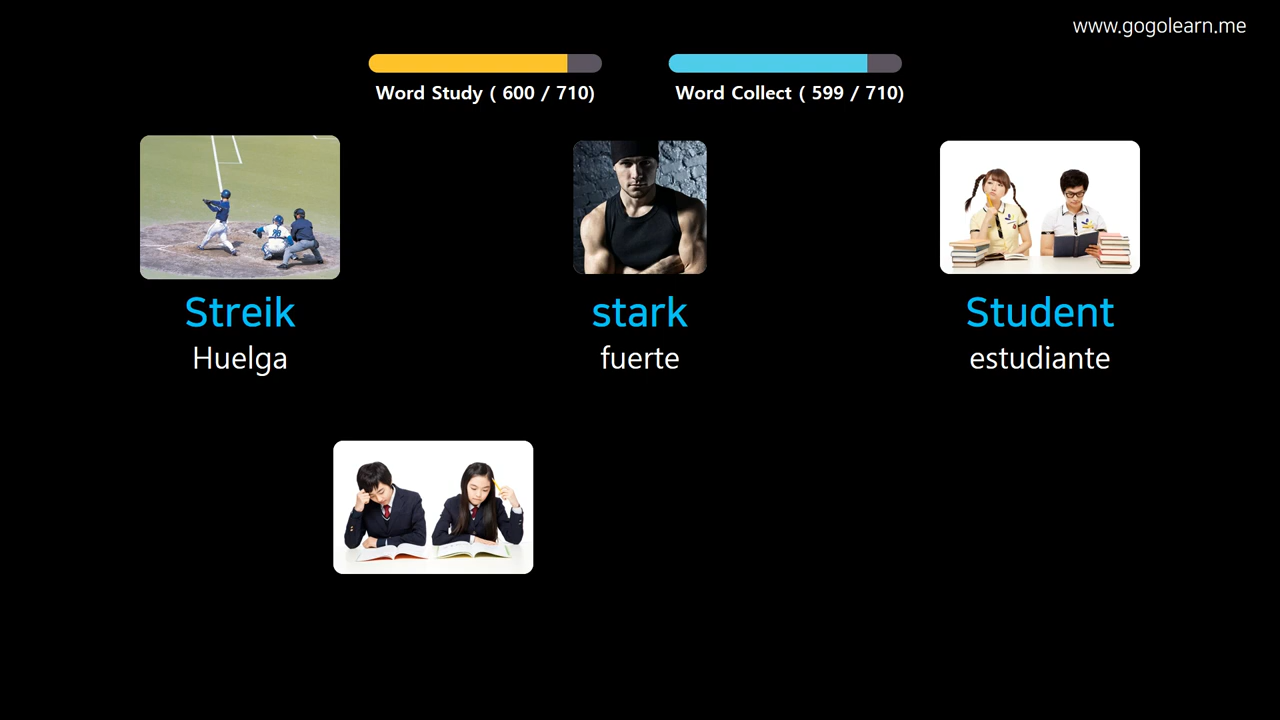 www.gogolearn.me
Word Study ( 600 / 710)
Word Collect ( 599 / 710)
Streik
stark
Student
Huelga
fuerte
estudiante